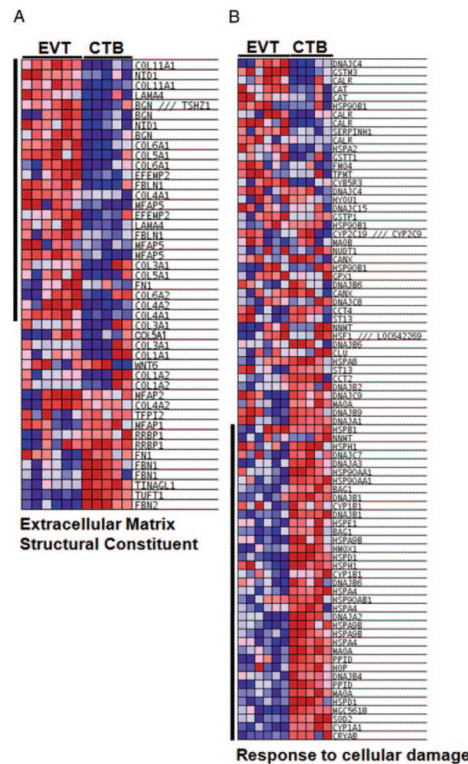 A
EVT CTB
COL11A1
NID1
COL11A1
LAMA4
BGN /// TSHZ1
BGN
NID1
BGN
COL6A1
COL5A1
COL6A1
EFEMP2
FBLN1
COL4A1
MFAP5
EFEMP2
LAMA4
FBLN1
MFAP5
MFAP5
COL3A1
COL5A1
FN1
COL6A2
COL4A2
COL4A1
COL3A1
COL5A1
COL3A1
COL1A1
WNT6
COL1A2
COL1A2
MFAP2
COL4A2
TFPI2
MFAP1
RRBP1
RRBP1
FN1
FBN1
FBN1
TINAGL1
TUFT1
FBN2
Extracellular Matrix
Structural Constituent
B
EVT CTB
DNAJC4
GSTM3
CALR
CAT
CAT
HSP90B1
CALR
CALR
SERPINH1
CALR
HSPA2
GSTT1
FMO4
TPMT
CYB5R3
DNAJC4
HYOU1
DNAJC15
GSTP1
HSP90B1
CYP2C19 /// CYP2C9
MAOB
NUDT1
CANX
HSP90B1
GPX1
DNAJB6
CANX
DNAJC8
CCT4
ST13
NNMT
HSF1 /// LOC642269
DNAJB6
CLU
HSPA8
ST13
CCT2
DNAJB2
DNAJC9
MAOA
DNAJB9
DNAJA1
HSPB1
NNMT
HSPH1
DNAJC7
DNAJA3
HSP90AA1
HSP90AA1
BAG1
DNAJB1
CYP1B1
DNAJB1
HSPE1
BAG1
HSPA9B
HMOX1
HSPD1
HSPH1
CYP1B1
DNAJB6
HSPA4
HSP90AB1
HSPA4
DNAJA2
HSPA9B
HSPA9B
HSPA4
MAOA
PPID
HOP
DNAJB4
PPID
MAOA
HSPD1
MGC5618
SOD2
CYP1A1
CRYAB
Response to cellular damage